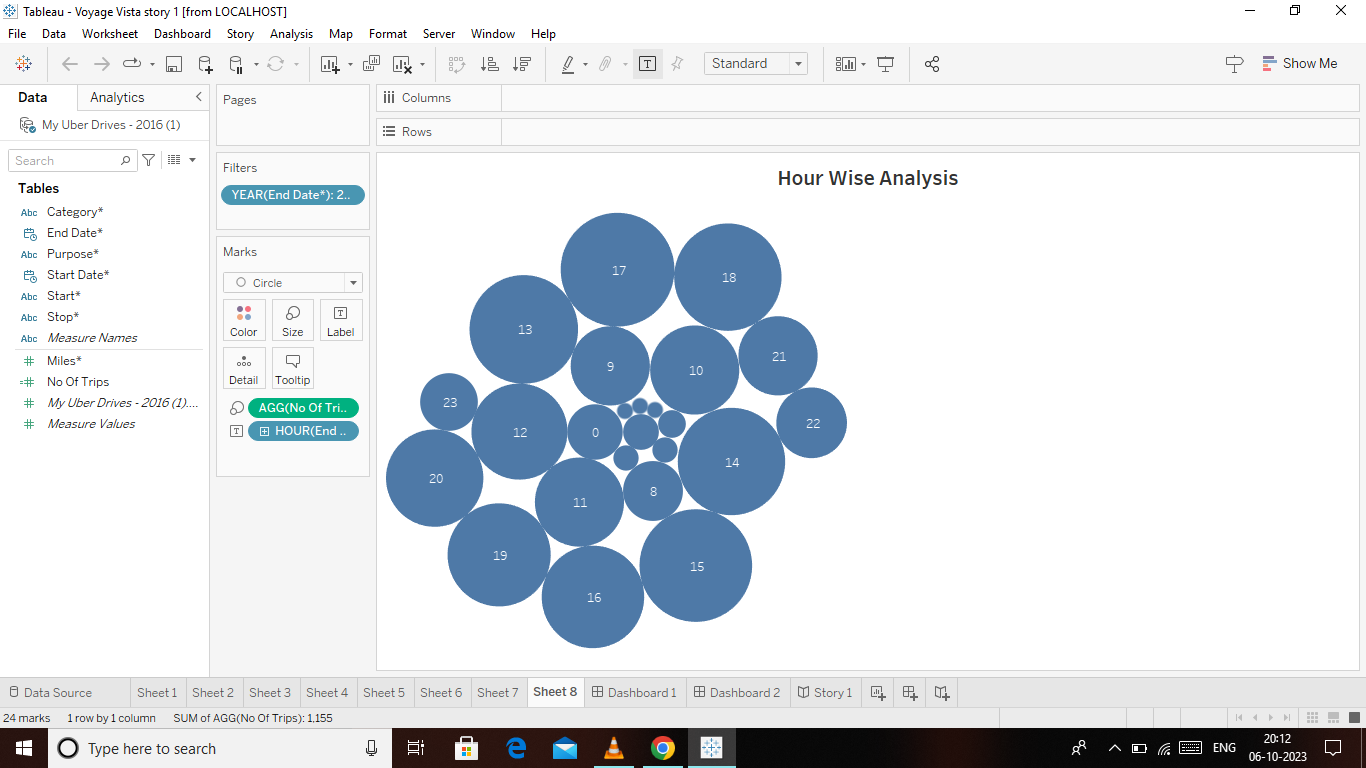 Tableau - Voyage Vista story 1 [from LOCALHOST]
File Data Worksheet Dashboard Story Analysis Map Format Server Window Help
Standard
Show Me
Data Analytics
My Uber Drives - 2016 (1)
Search
Tables
Abc Category*
End Date*
Abc Purpose*
Start Date*
Abc Start*
Abc Stop*
Abc Measure Names
Miles*
No Of Trips
My Uber Drives - 2016 (1)....
Measure Values
Pages
Filters
YEAR(End Date*): 2..
Marks
Circle
Color Size Label
Detail Tooltip
AGG(No Of Tri..
HOUR(End ..
Columns
Rows
Hour Wise Analysis
17
18
13
21
9
10
23
22
12
0
14
20
8
11
19
15
16
Data Source Sheet 1 Sheet 2 Sheet 3 Sheet 4 Sheet 5 Sheet 6 Sheet 7 Sheet 8 Dashboard 1 Dashboard 2 Story 1
24 marks 1 row by 1 column SUM of AGG(No Of Trips): 1,155
Type here to search
ENG
20:12
06-10-2023